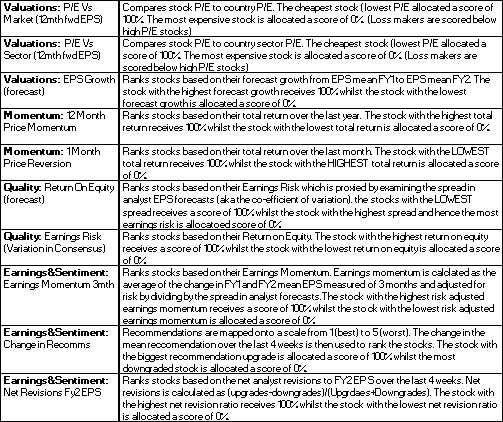 Valuations: P/E Vs Market (12mth fwd EPS)
Compares stock P/E to country P/E. The cheapest stock (lowest P/E allocated a score of
100%. The most expensive stock is allocated a score of 0%. (Loss makers are scored below
high P/E stocks)
Valuations: P/E Vs
Sector (12mth fwd EPS)
Compares stock P/E to country sector P/E. The cheapest stock (lowest P/E allocated a
score of 100%. The most expensive stock is allocated a score of 0%. (Loss makers are
scored below high P/E stocks)
Valuations: EPS Growth
(forecast)
Ranks stocks based on their forecast growth from EPS mean FY1 to EPS mean FY2. The
stock with the highest forecast growth receives 100% whilst the stock with the lowest
forecast growth is allocated a score of 0%.
Momentum: 12 Month
Price Momentum
Ranks stocks based on their total return over the last year. The stock with the highest total
return receives 100% whilst the stock with the lowest total return is allocated a score of 0%.
Momentum: 1 Month
Price Reversion
Ranks stocks based on their total return over the last month. The stock with the LOWEST
total return receives 100% whilst the stock with the HIGHEST total return is allocated a score
of 0%.
Quality: Return On Equity
(forecast)
Ranks stocks based on their Earnings Risk which is proxied by examining the spread in
analyst EPS forecasts (aka the co-efficient of variation). the stocks with the LOWEST
spread receives a score of 100% whilst the stock with the highest spread and hence the most
earnings risk is allocatoed score of 0%
Quality: Earnings Risk
(Variation in Consensus)
Ranks stocks based on their Return on Equity. The stock with the highest return on equity
receives a score of 100% whilst the stock with the lowest return on equity is allocated a score
of 0%.
Earnings&Sentiment:
Earnings Momentum 3mth
Ranks stocks based on their Earnings Momentum. Earnings momentum is calclated as the
average of the change in FY1 and FY2 mean EPS measured of 3 months and adjusted for
risk by dividing by the spread in analyst forecasts. The stock with the highest risk adjusted
earnings momentum receives a score of 100% whilst the stock with the lowest risk adjusted
earnings momentum is allocated a score of 0%.
Earnings&Sentiment:
Change in Recomms
Recommendations are mapped onto a scale from 1 (best) to 5 (worst). The change in the
mean reccomendation over the last 4 weeks is then used to rank the stocks. The stock with
the biggest reccommendation upgrade is allocated a score of 100% whilst the most
downgraded stock is allocated a score of 0%.
Earnings&Sentiment:
Net Revisions Fy2 EPS
Ranks stocks based on the net analyst revisions to FY2 EPS over the last 4 weeks. Net
revisions is calculated as (upgrades-downgrades)/(Upgrdaes+Downgrades). The stock with
the highest net revision ratio receives 100% whilst the stock with the lowest net revision ratio
is allocated a score of 0%.